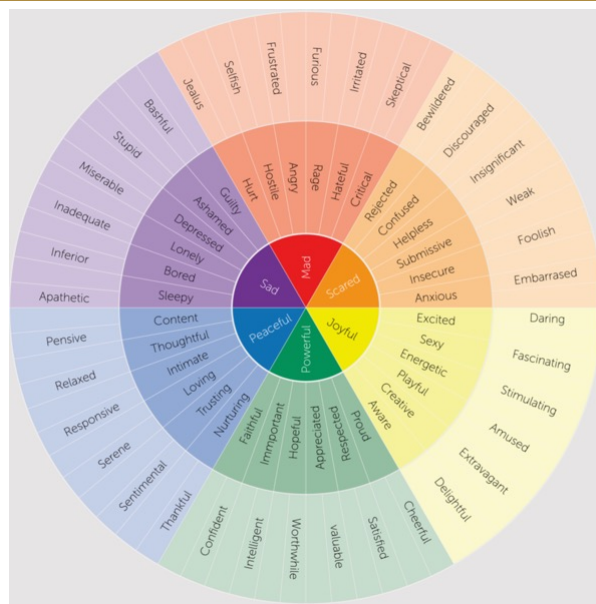 Mad
Scared
Joyful
Powerful
Peaceful
Sad
Hurt
Hostile
Angry
Rage
Hateful
Critical
Rejected
Confused
Helpless
Submissive
Insecure
Anxious
Excited
Sexy
Energetic
Playful
Creative
Aware
Proud
Respected
Appreciated
Hopeful
Immportant
Faithful
Nurturing
Trusting
Loving
Intimate
Thoughtful
Content
Sleepy
Bored
Lonely
Depressed
Ashamed
Guilty
Jealus
Selfish
Frustrated
Furious
Irritated
Skeptical
Bewildered
Discouraged
Insignificant
Weak
Foolish
Embarrased
Daring
Fascinating
Stimulating
Amused
Extravagant
Delightful
Cheerful
Satisfied
valuable
Worthwhile
Intelligent
Confident
Thankful
Sentimental
Serene
Responsive
Relaxed
Pensive
Apathetic
Inferior
Inadequate
Miserable
Stupid
Bashful